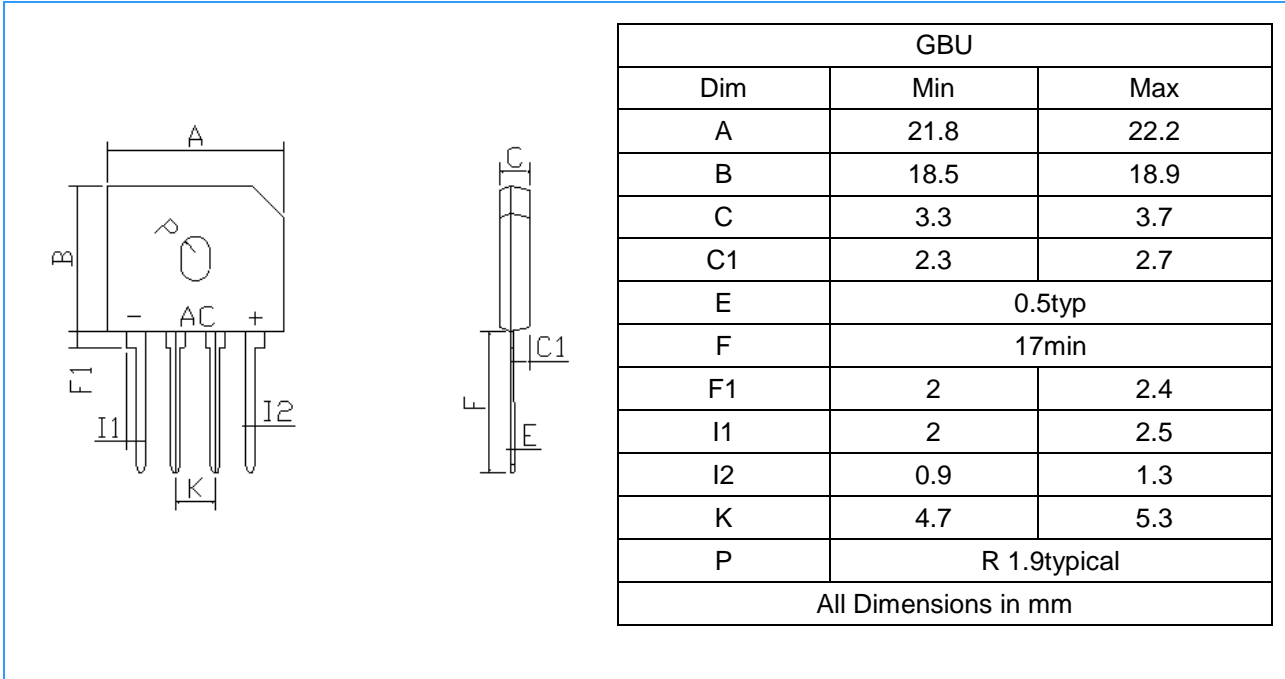 A
B
P
- AC +
F1
I1
I2
K
C
C1
F
E
GBU
Dim Min Max
A 21.8 22.2
B 18.5 18.9
C 3.3 3.7
C1 2.3 2.7
E 0.5typ
F 17min
F1 2 2.4
I1 2 2.5
I2 0.9 1.3
K 4.7 5.3
P R 1.9typical
All Dimensions in mm